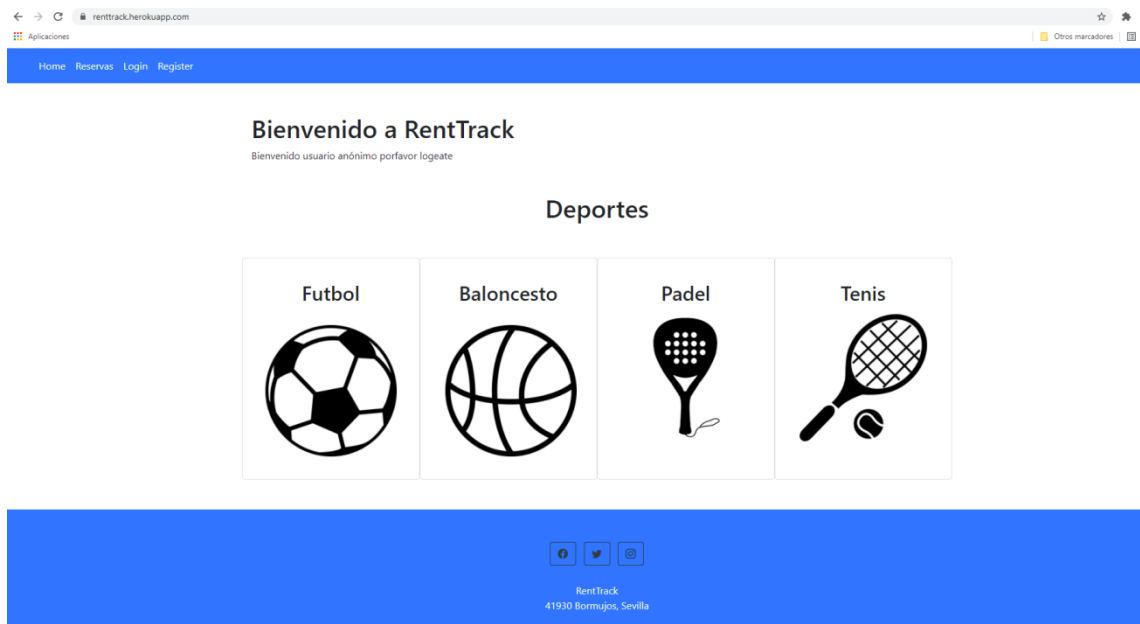 renttrack.herokuapp.com
Aplicaciones
Otros marcadores
Home Reservas Login Register
Bienvenido a RentTrack
Bienvenido usuario anónimo porfavor logeate
Deportes
Futbol Baloncesto Padel Tenis
RentTrack
41930 Bormujos, Sevilla